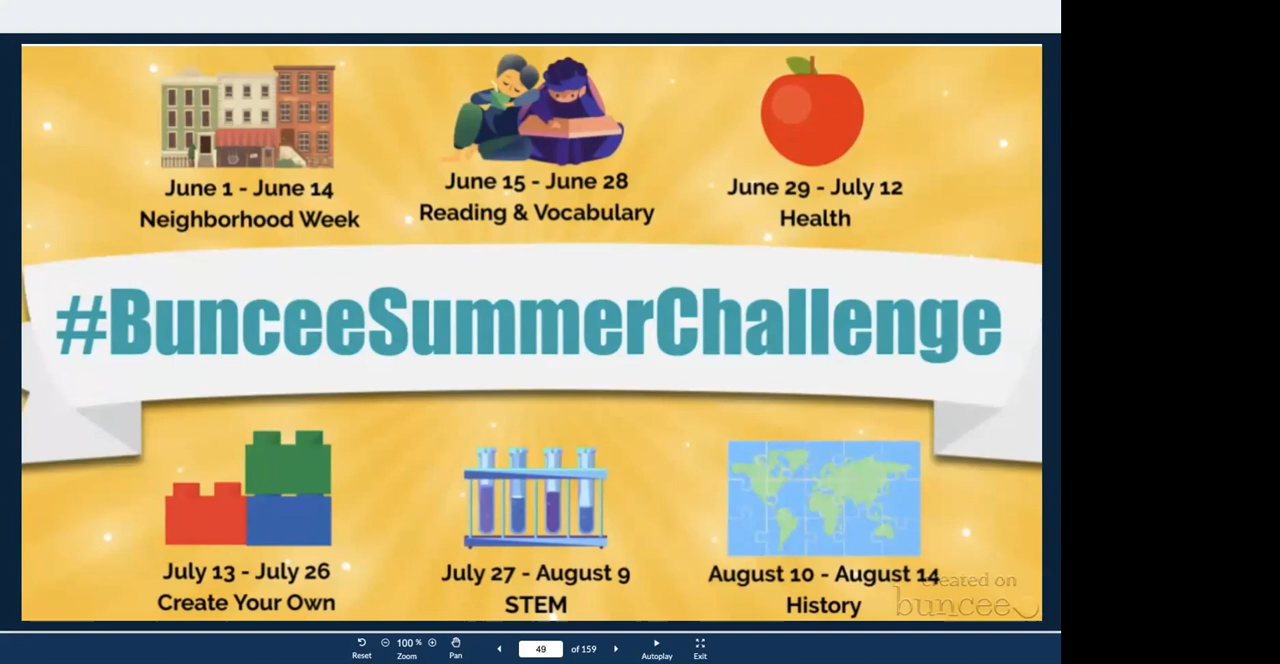 June 1 - June 14
Neighborhood Week
June 15 - June 28
Reading & Vocabulary
June 29 - July 12
Health
#BunceeSummerChallenge
July 13 - July 26
Create Your Own
July 27 - August 9
STEM
August 10 - August 14
History
created on
buncee
Reset
100 %
Zoom
Pan
49
of 159
Autoplay
Exit